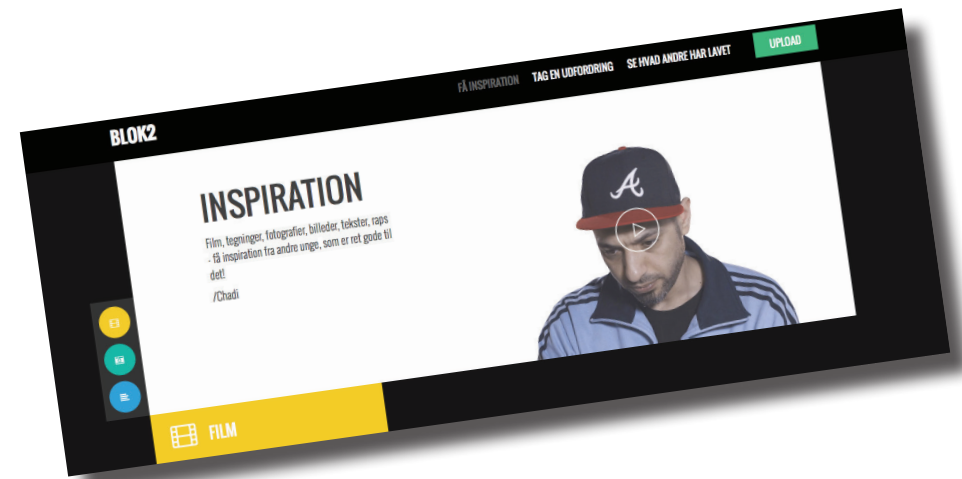 BLOK2
FÅ INSPIRATION TAG EN UDFORDRING SE HVAD ANDRE HAR LAVET UPLOAD
INSPIRATION
Film, tegninger, fotografier, billeder, tekster, raps
- få inspiration fra andre unge, som er ret gode til
det!
/Chadi
A
FILM